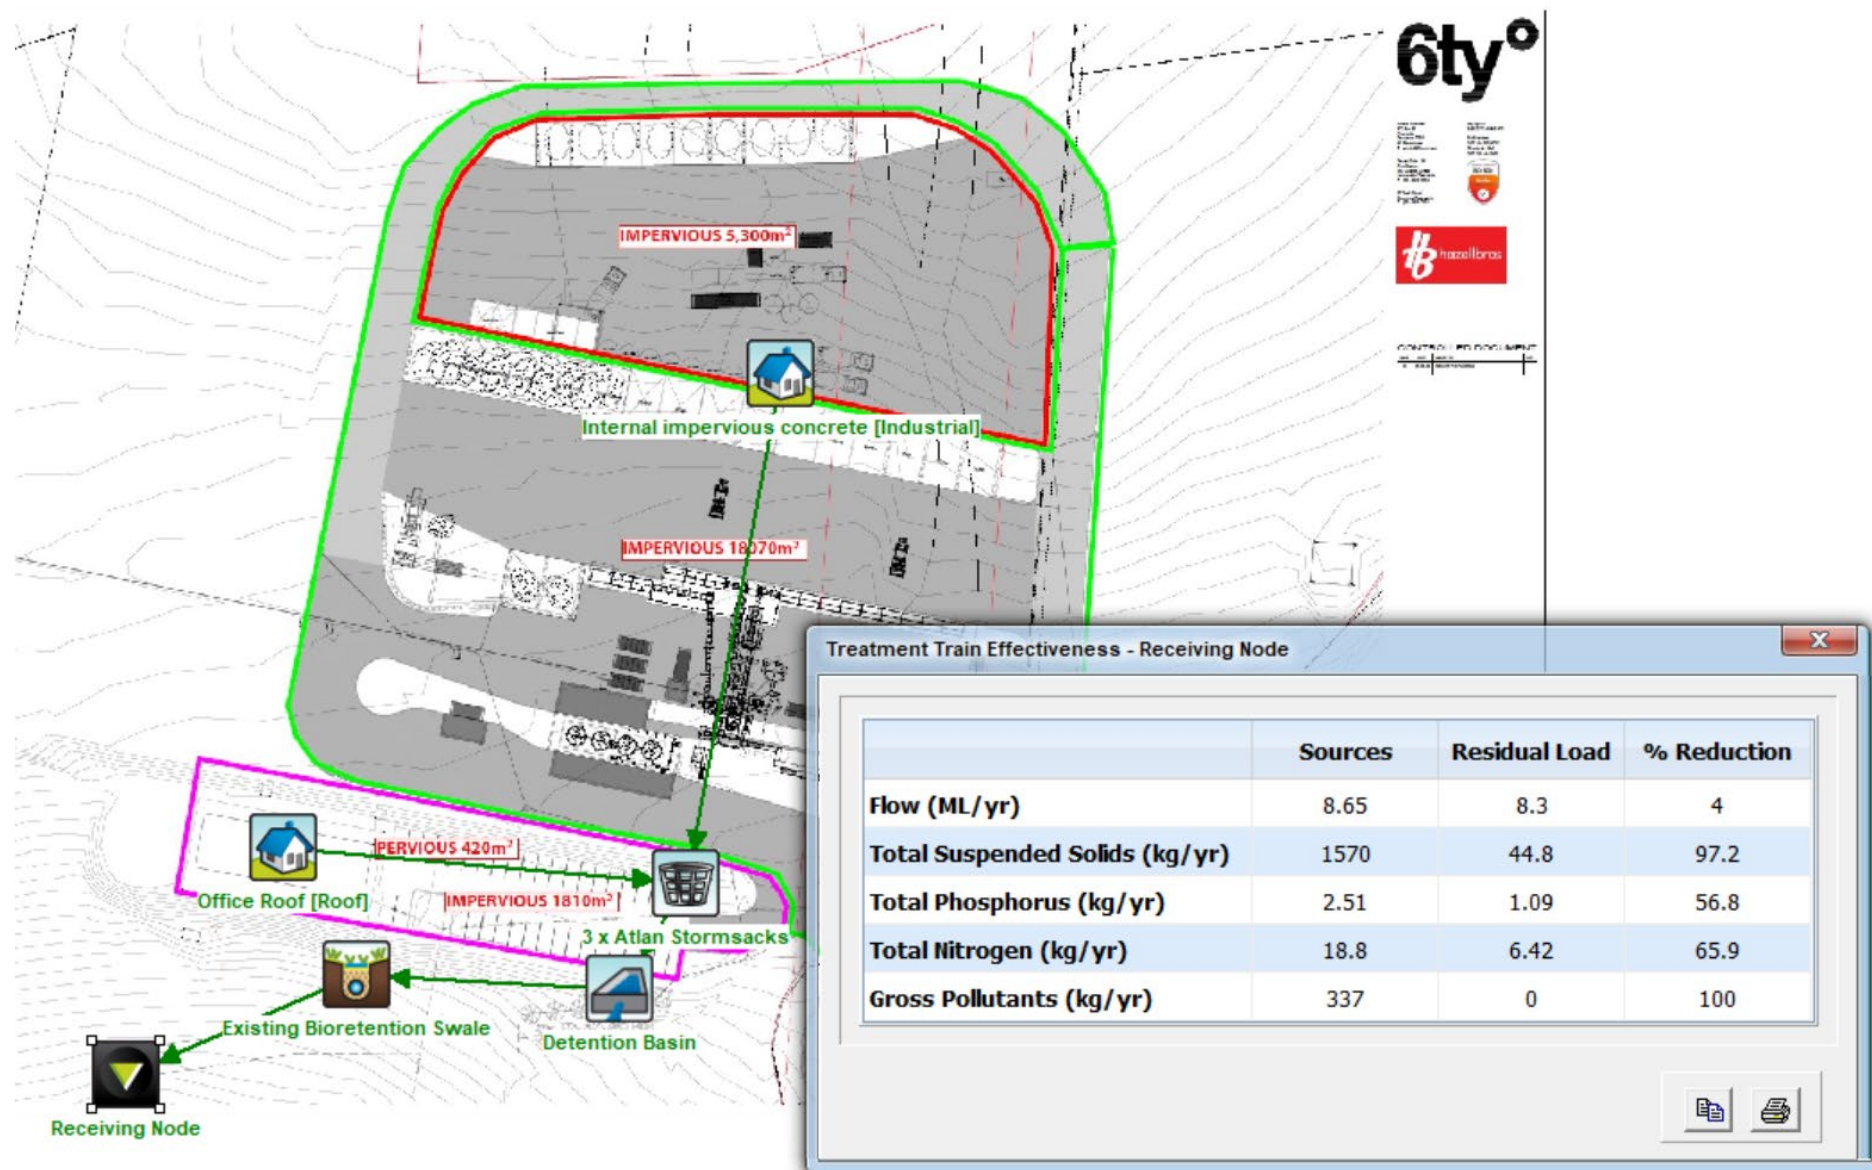 6ty°
hazellbros
CONTROLLED DOCUMENT
IMPERVIOUS 5,300m²
Internal impervious concrete [Industrial]
IMPERVIOUS 18070m²
PERVIOUS 420m²
Office Roof [Roof]
IMPERVIOUS 1810m²
3 x Atlan Stormsacks
Existing Bioretention Swale
Detention Basin
Receiving Node
Treatment Train Effectiveness - Receiving Node
Sources Residual Load % Reduction
Flow (ML/yr) 8.65 8.3 4
Total Suspended Solids (kg/yr) 1570 44.8 97.2
Total Phosphorus (kg/yr) 2.51 1.09 56.8
Total Nitrogen (kg/yr) 18.8 6.42 65.9
Gross Pollutants (kg/yr) 337 0 100